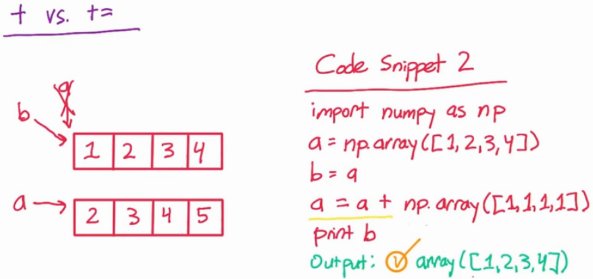 + vs. +=
a
b
1 2 3 4
a
2 3 4 5
Code Snippet 2
import numpy as np
a = np.array([1,2,3,4])
b = a
a = a + np.array([1,1,1,1])
print b
Output: array([1,2,3,4])